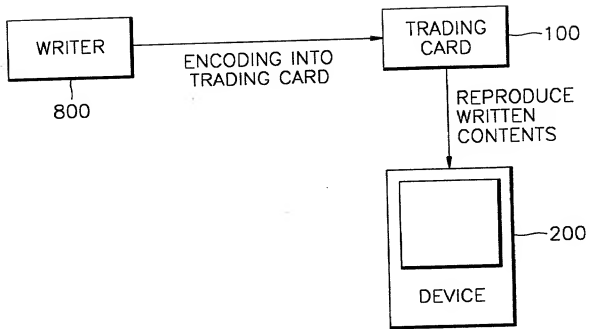 WRITER
800
ENCODING INTO
TRADING CARD
TRADING
CARD
100
REPRODUCE
WRITTEN
CONTENTS
200
DEVICE